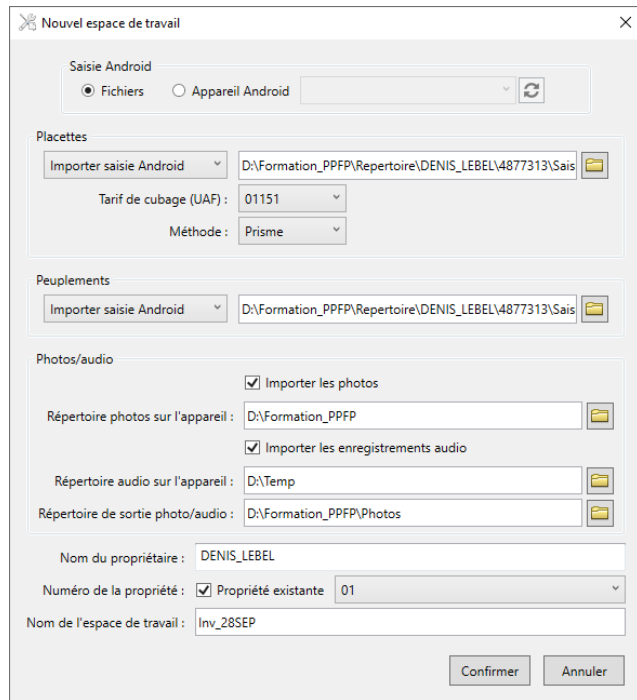 Nouvel espace de travail
Saisie Android
Fichiers Appareil Android
Placettes
Importer saisie Android D:\Formation_PPFP\Repertoire\DENIS_LEBEL\4877313\Sais
Tarif de cubage (UAF) : 01151
Méthode : Prisme
Peuplements
Importer saisie Android D:\Formation_PPFP\Repertoire\DENIS_LEBEL\4877313\Sais
Photos/audio
Importer les photos
Répertoire photos sur l'appareil : D:\Formation_PPFP
Importer les enregistrements audio
Répertoire audio sur l'appareil : D:\Temp
Répertoire de sortie photo/audio : D:\Formation_PPFP\Photos
Nom du propriétaire : DENIS_LEBEL
Numéro de la propriété : Propriété existante 01
Nom de l'espace de travail : Inv_28SEP
Confirmer Annuler